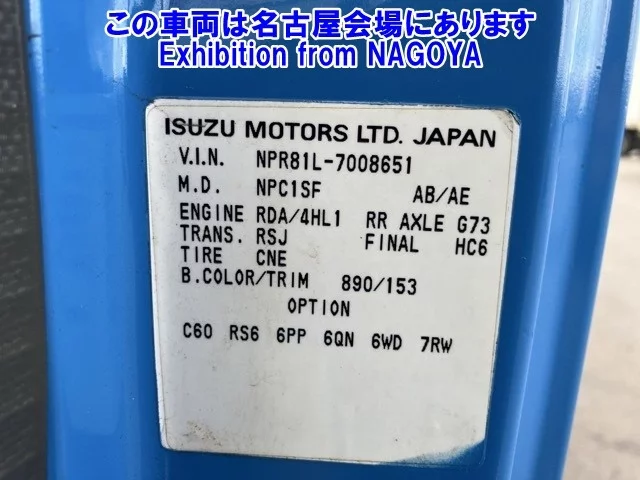 この車両は名古屋会場にあります
Exhibition from NAGOYA
ISUZU MOTORS LTD. JAPAN
V.I.N. NPR81L-7008651
M.D. NPC1SF AB/AE
ENGINE RDA/4HL1 RR AXLE G73
TRANS. RSJ FINAL HC6
TIRE CNE
B.COLOR/TRIM 890/153
OPTION
C60 RS6 6PP 6QN 6WD 7RW